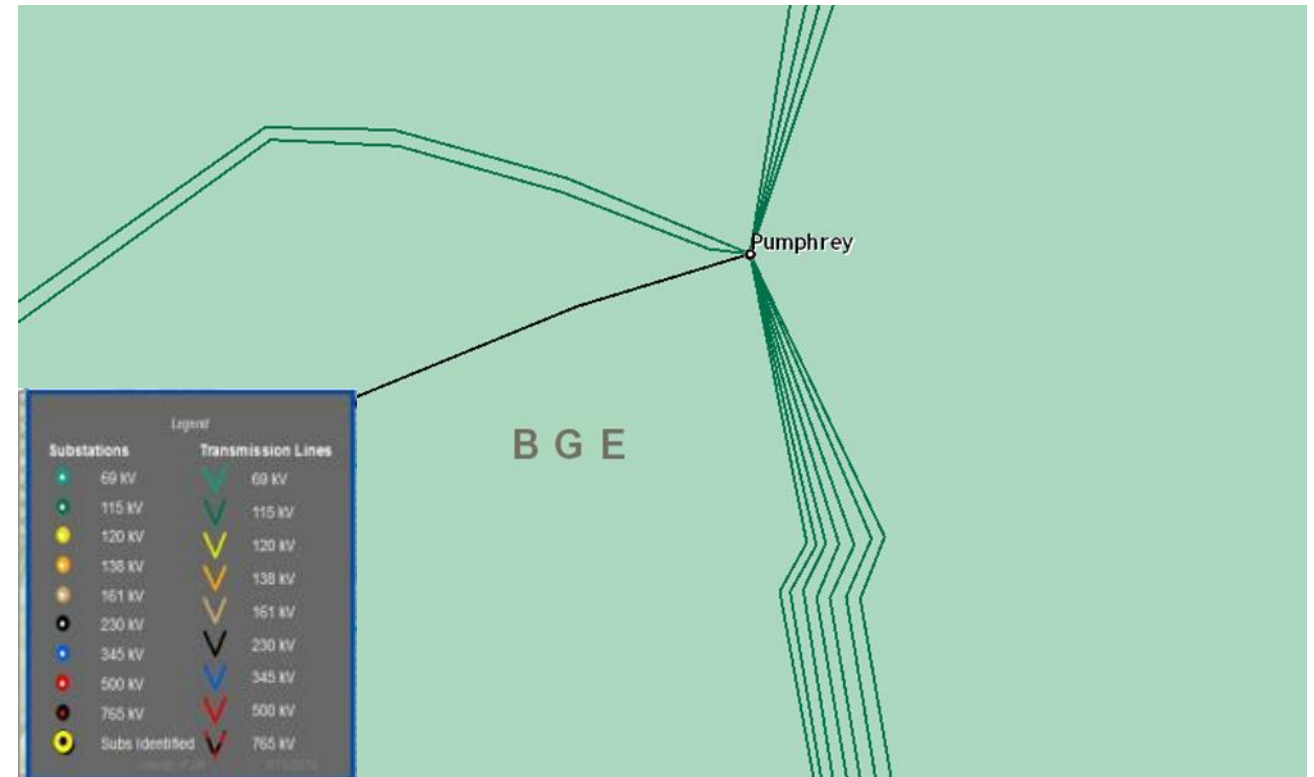 Pumphrey
BGE
Legend
Substations Transmission Lines
69 KV 69 KV
115 KV 115 KV
120 KV 120 KV
138 KV 138 KV
161 KV 161 KV
230 KV 230 KV
345 KV 345 KV
500 KV 500 KV
765 KV 765 KV
Subs Identified